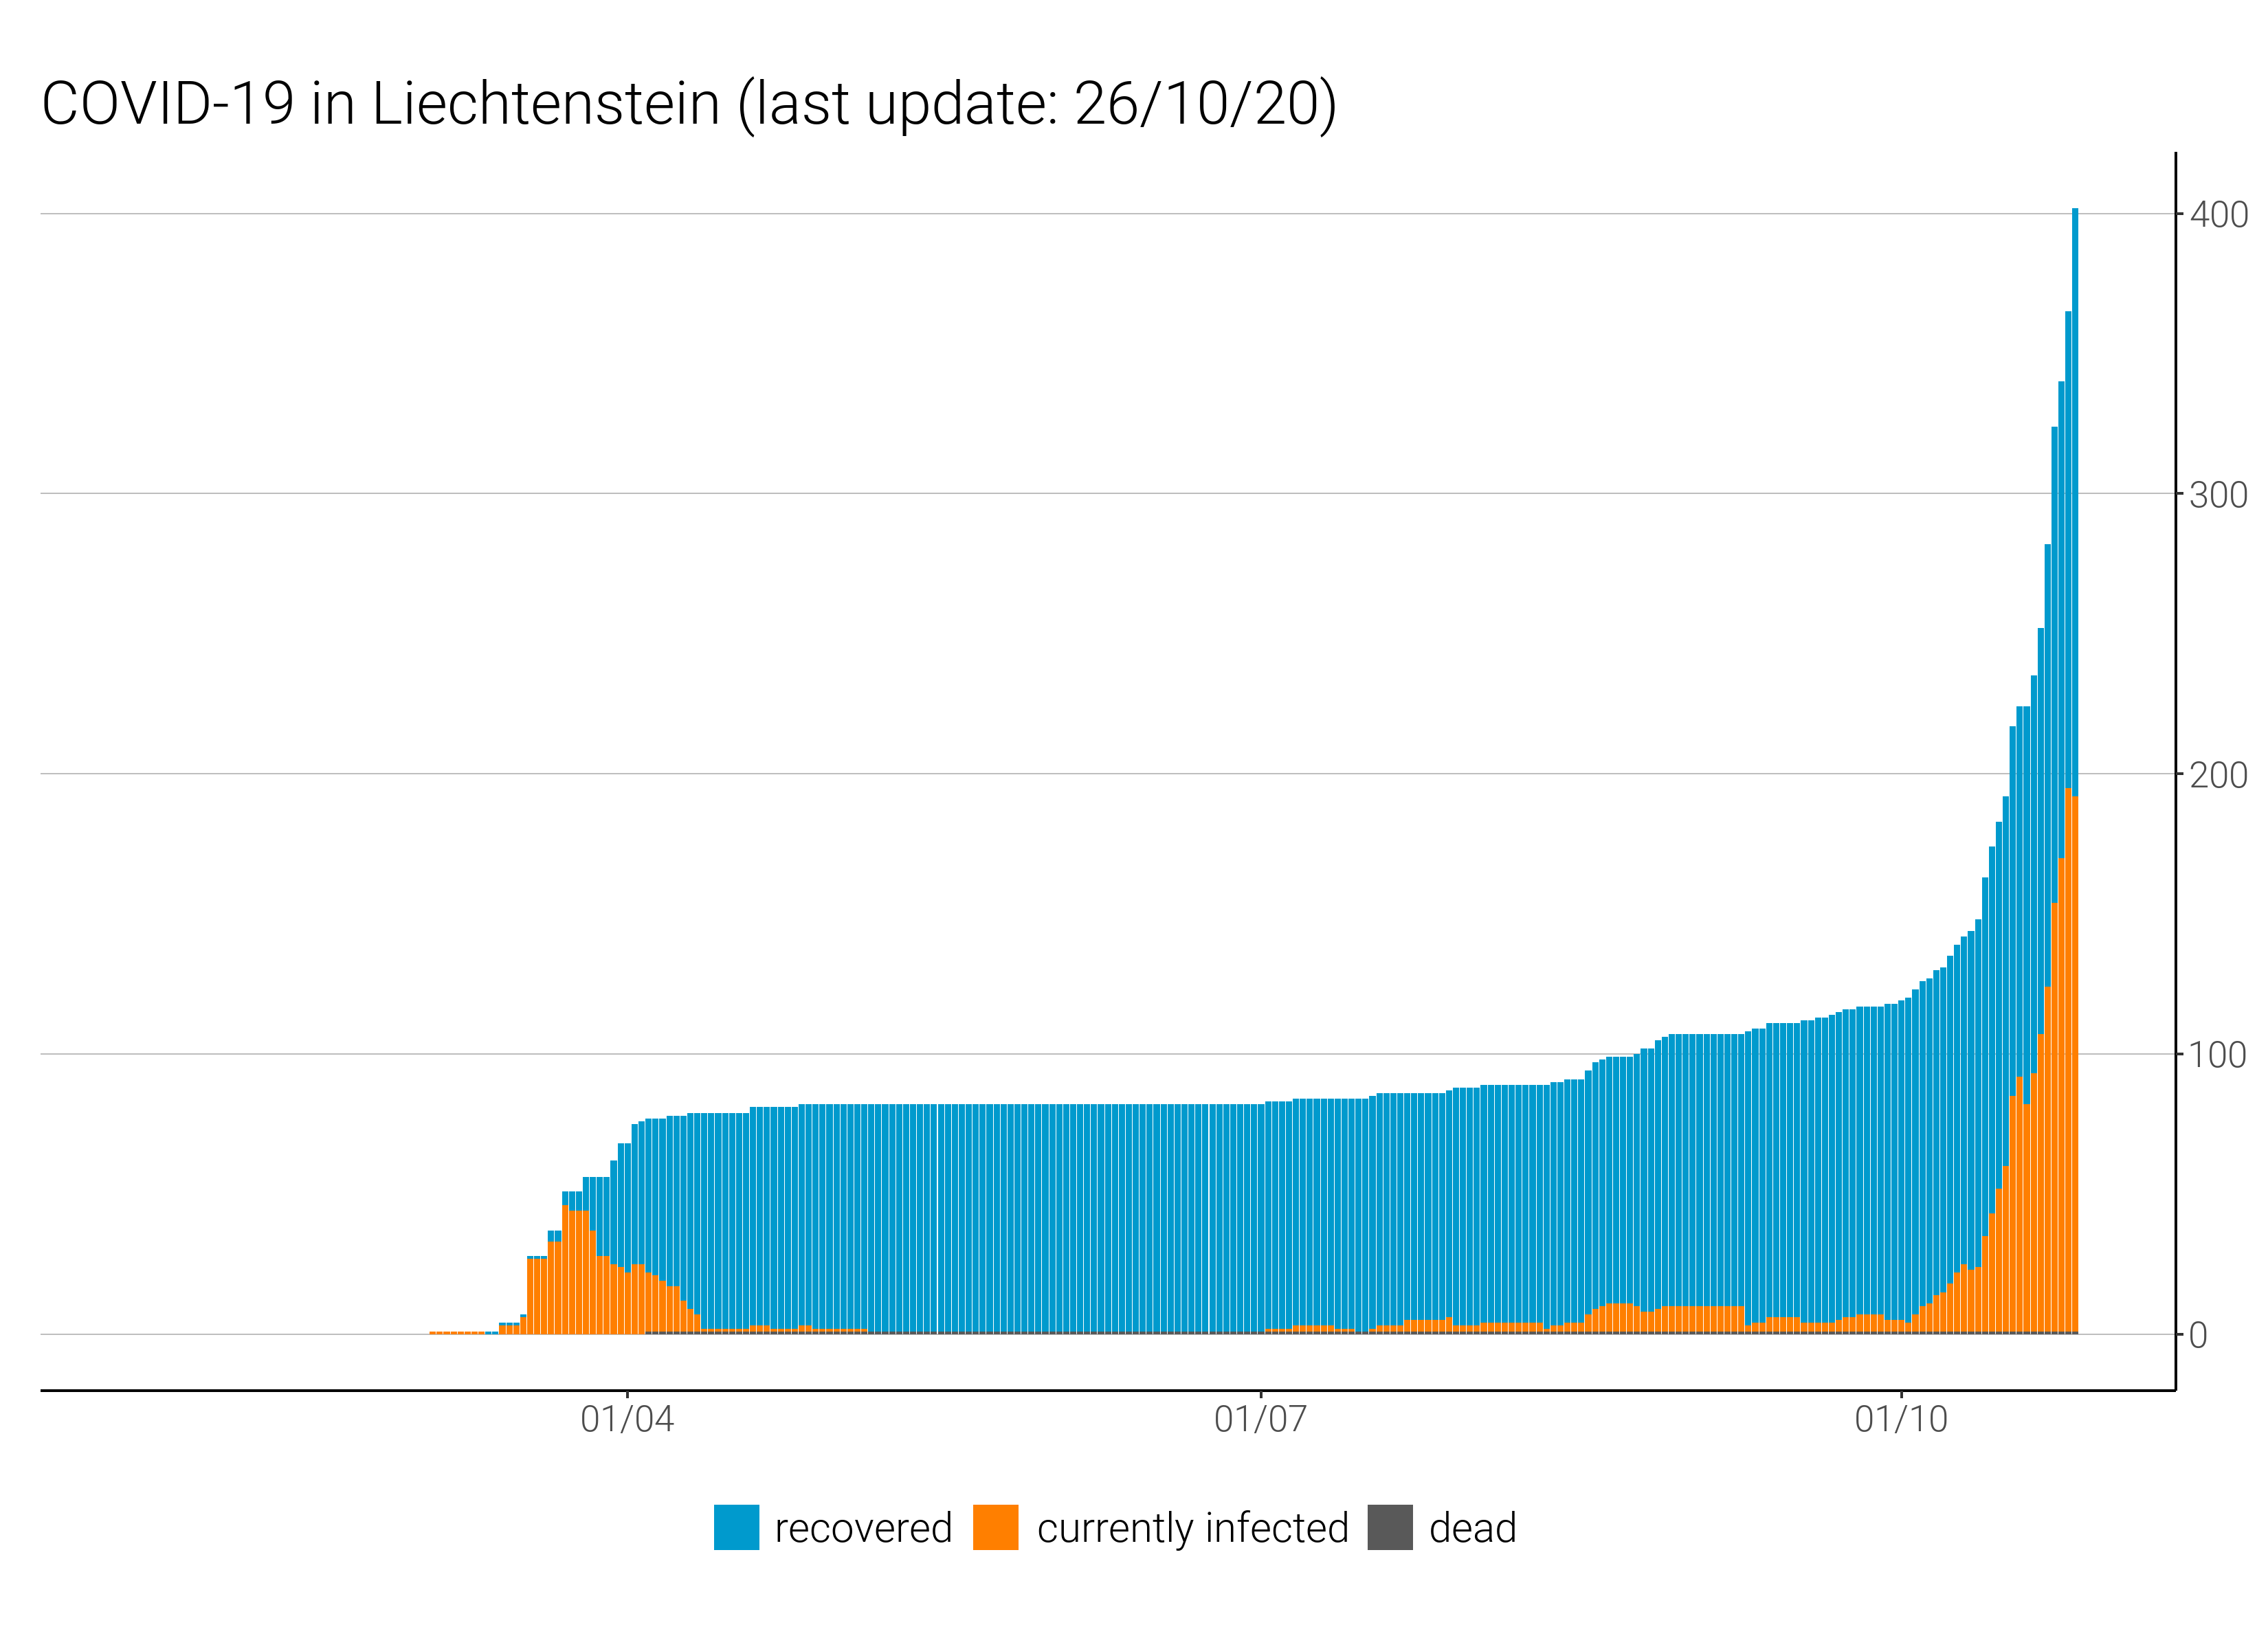 COVID-19 in Liechtenstein (last update: 26/10/20)
400
300
200
100
0
01/04 01/07 01/10
recovered currently infected dead